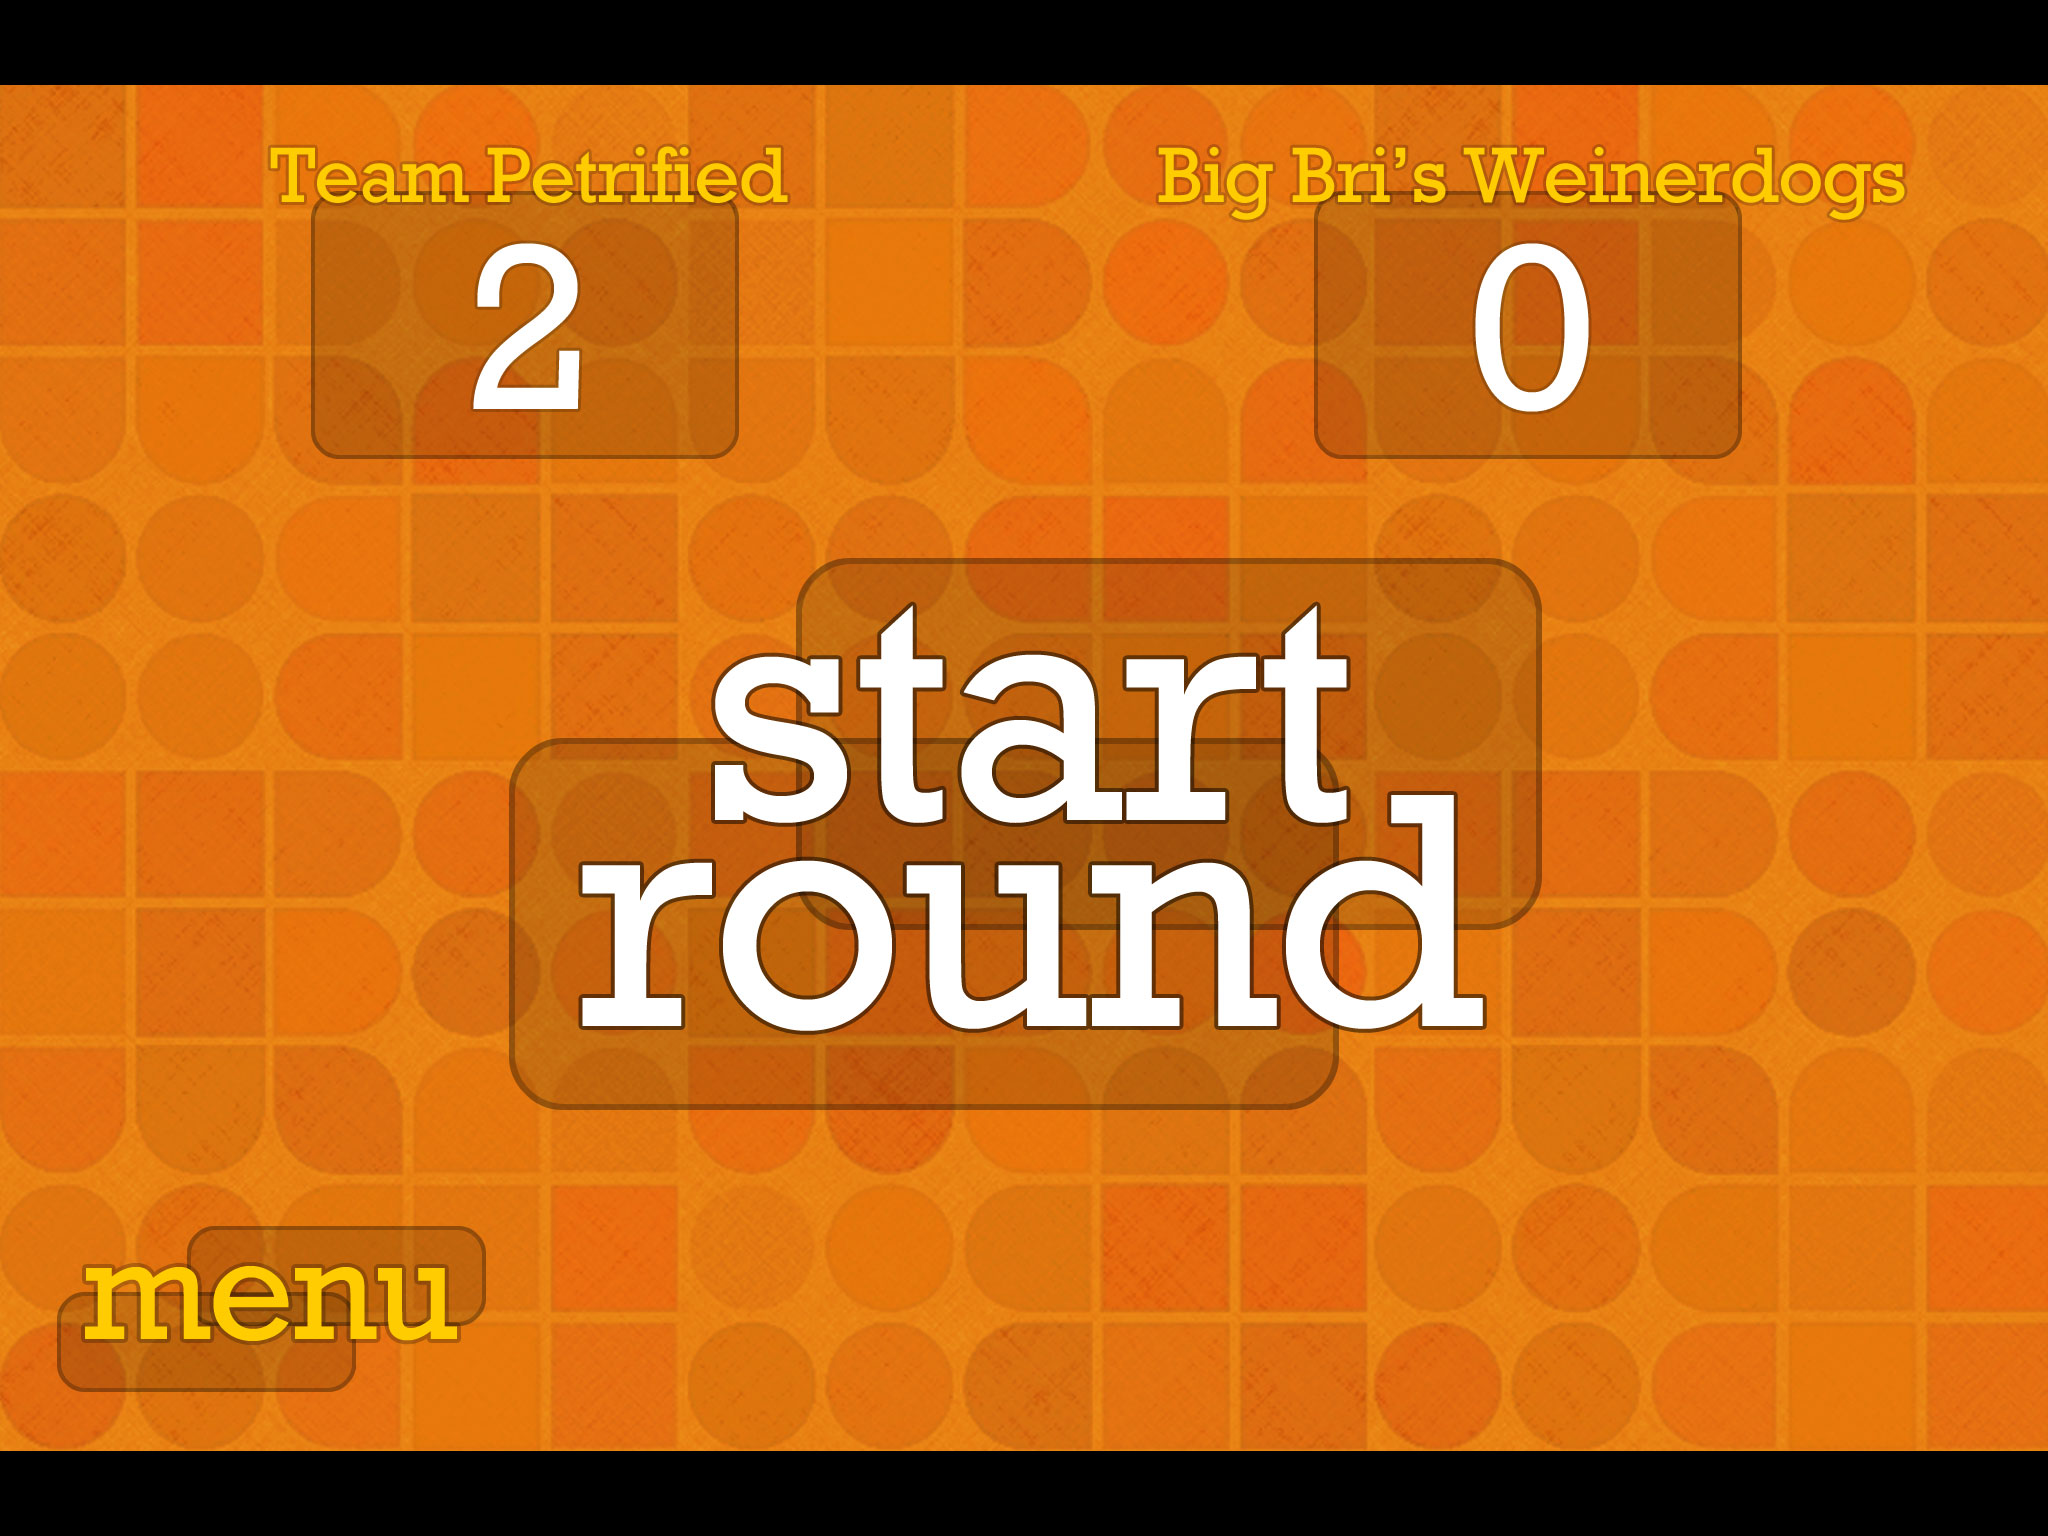 Team Petrified
Big Bri’s Weinerdogs
2
0
start
round
menu